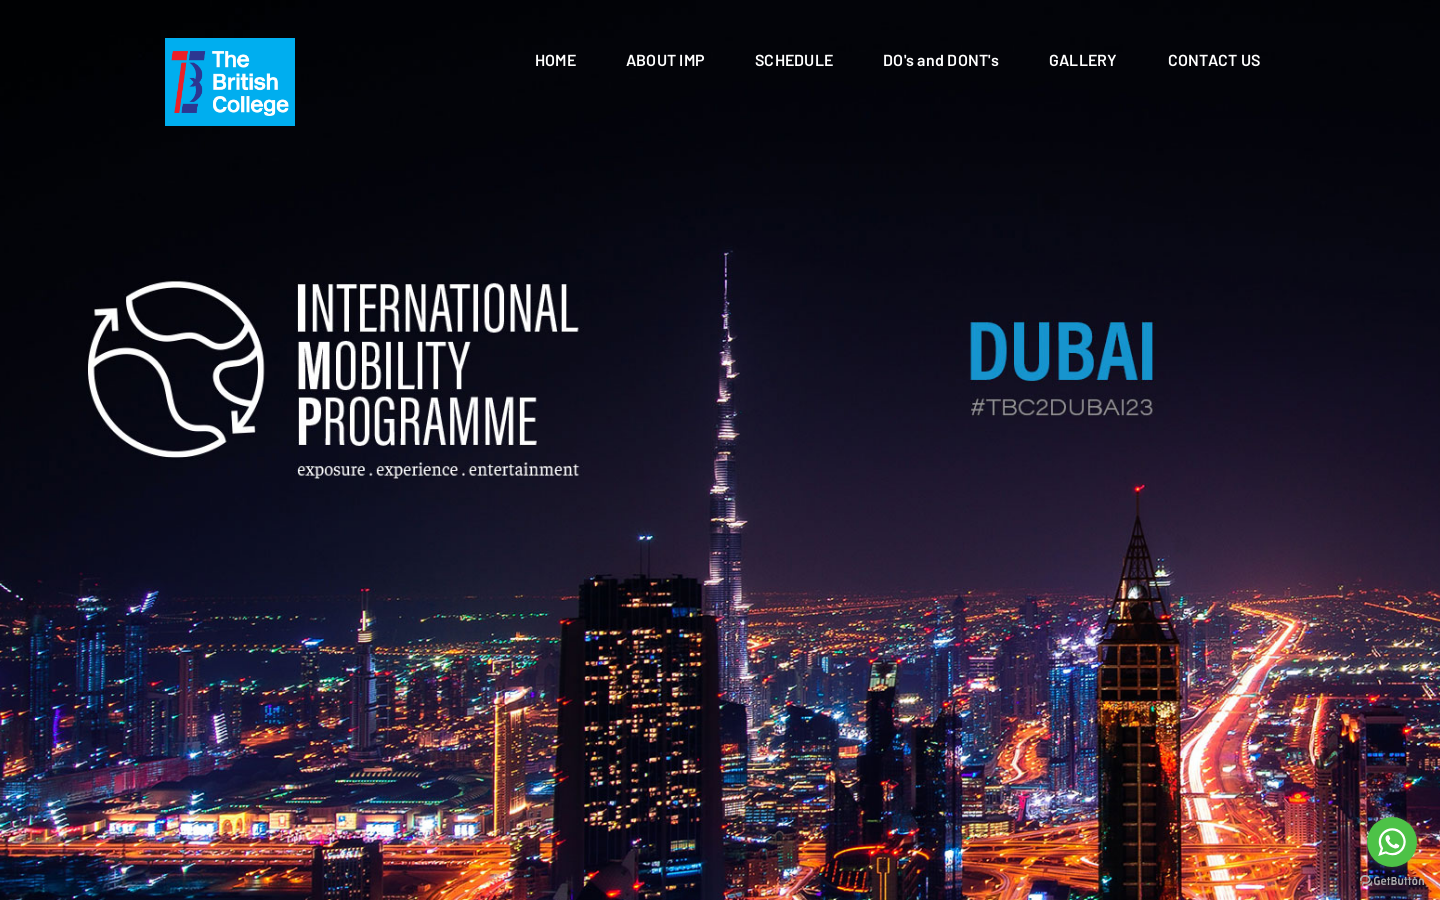 The
British
College
HOME ABOUT IMP SCHEDULE DO's and DONT's GALLERY CONTACT US
INTERNATIONAL
MOBILITY
PROGRAMME
exposure . experience . entertainment
DUBAI
#TBC2DUBAI23
GetButton